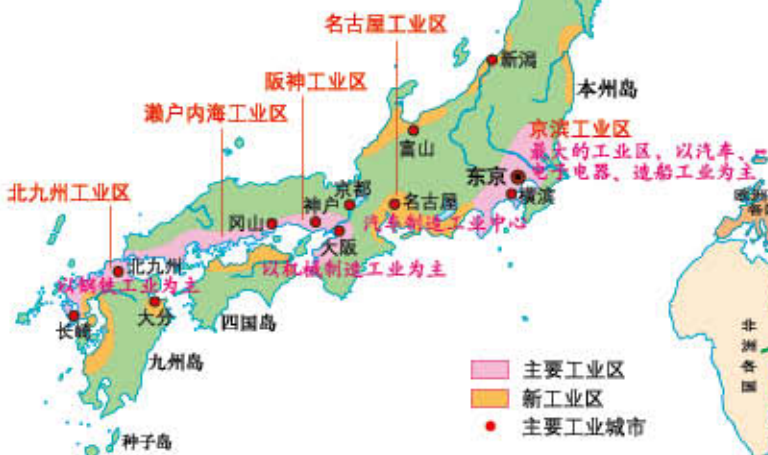 名古屋工业区
新潟
阪神工业区
本州岛
濑户内海工业区
京滨工业区
最大的工业区，以汽车、
电子电器、造船工业为主
富山
东京
北九州工业区
京都
横滨
神户
名古屋
冈山
汽车制造工业中心
大阪
北九州
以机械制造工业为主
以钢铁工业为主
长崎
大分
四国岛
九州岛
非洲
主要工业区
新工业区
主要工业城市
种子岛